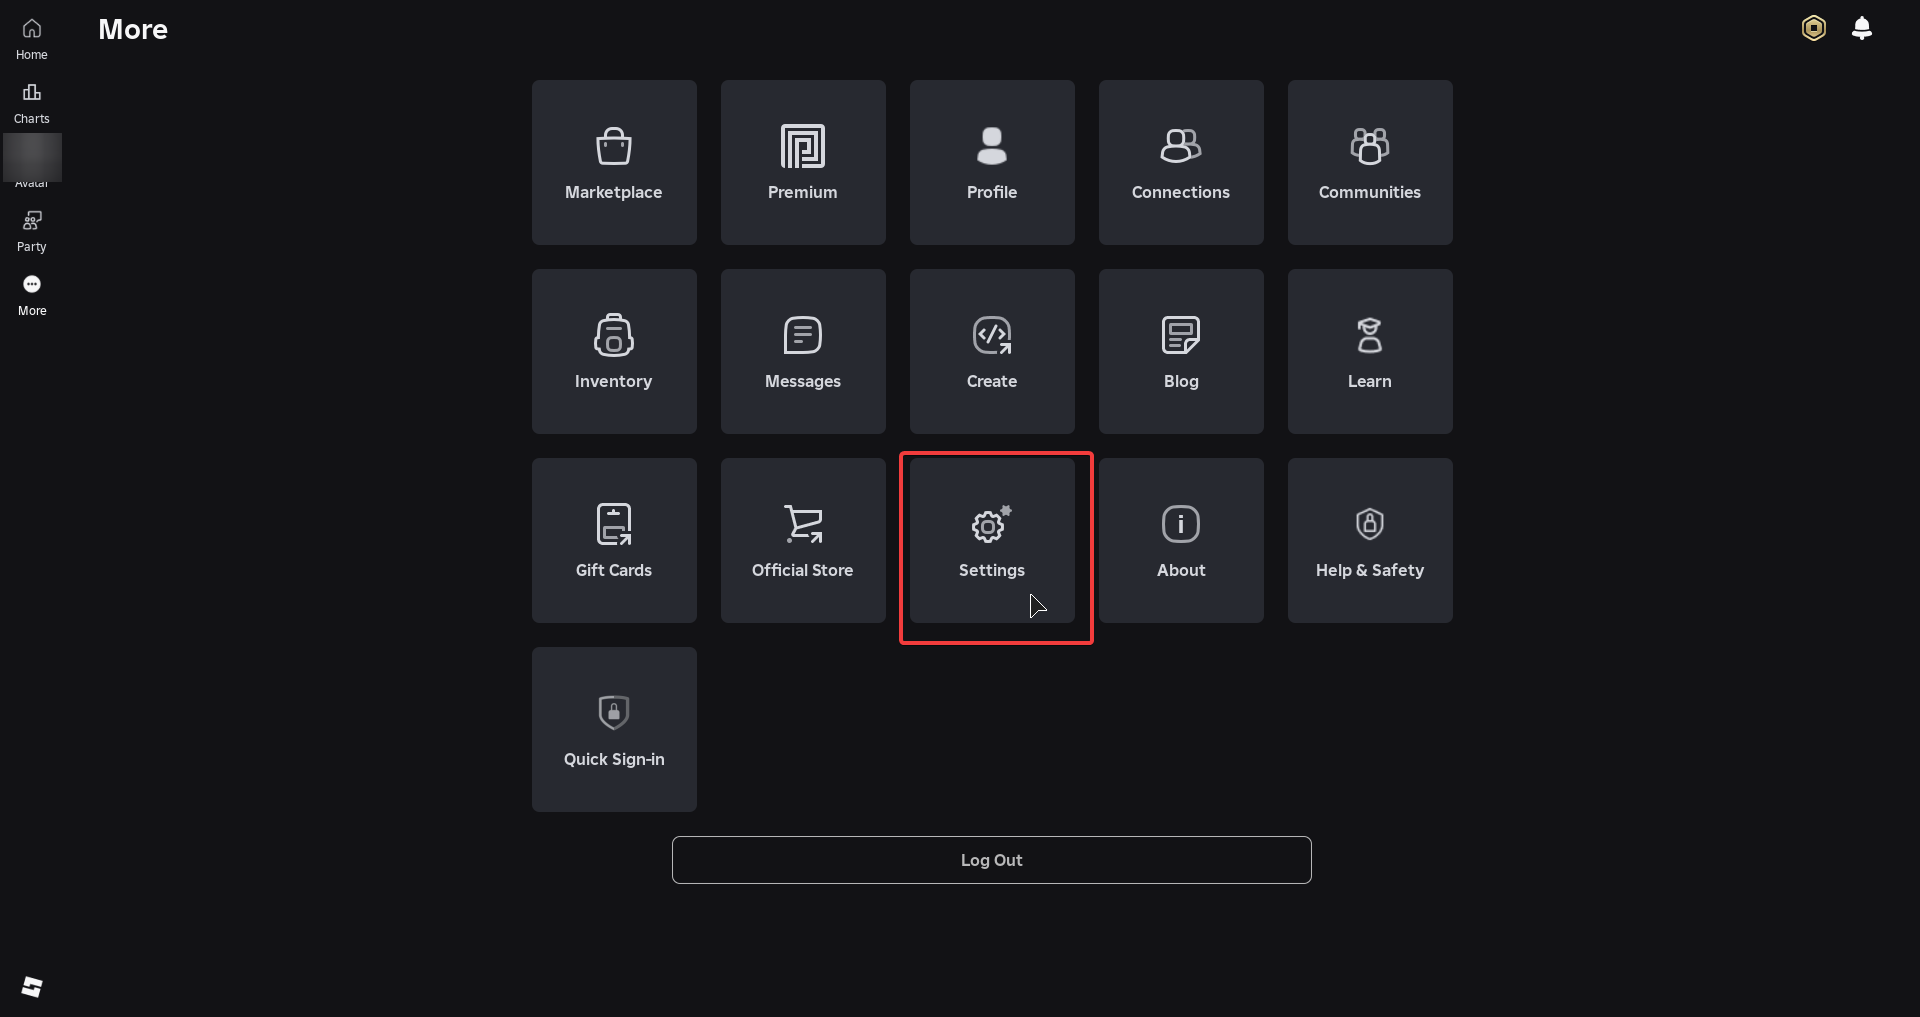 More
Home
Charts
Avatar
Party
More
Marketplace
Premium
Profile
Connections
Communities
Inventory
Messages
Create
Blog
Learn
Gift Cards
Official Store
Settings
About
Help & Safety
Quick Sign-in
Log Out